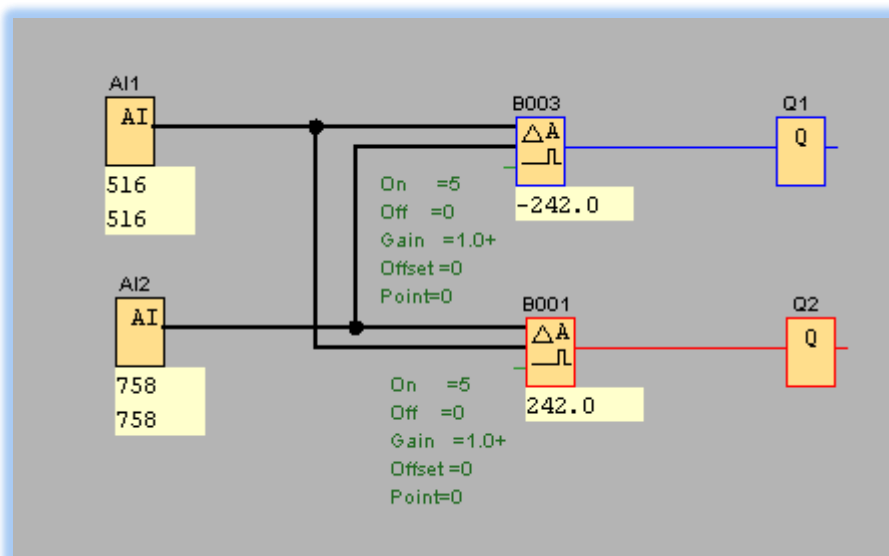 AI1
AI
516
516
B003
A
-242.0
Q1
Q
On =5
Off =0
Gain =1.0+
Offset=0
Point=0
AI2
AI
758
758
B001
A
242.0
Q2
Q
On =5
Off =0
Gain =1.0+
Offset=0
Point=0